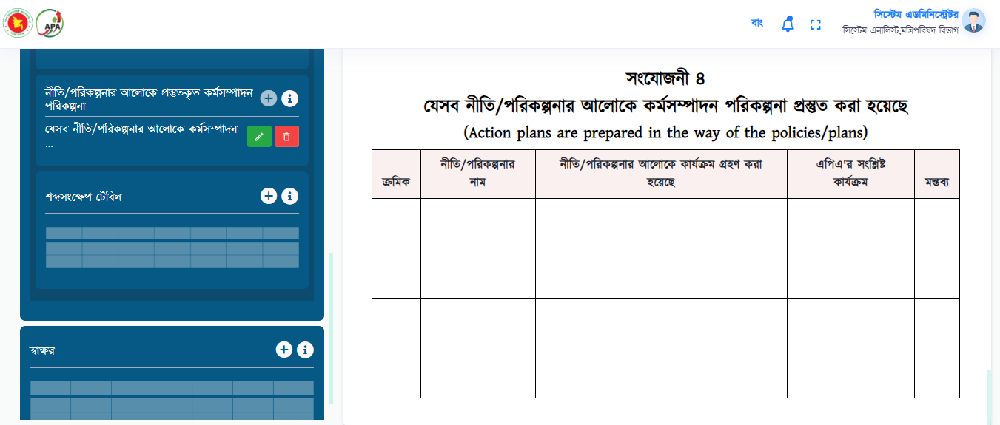 APA
বাং
সিস্টেম এডমিনিস্ট্রেটর
সিস্টেম এনালিস্ট,মন্ত্রিপরিষদ বিভাগ
নীতি/পরিকল্পনার আলোকে প্রস্তুতকৃত কর্মসম্পাদন
পরিকল্পনা
যেসব নীতি/পরিকল্পনার আলোকে কর্মসম্পাদন
...
শব্দসংক্ষেপ টেবিল
স্বাক্ষর
সংযোজনী ৪
যেসব নীতি/পরিকল্পনার আলোকে কর্মসম্পাদন পরিকল্পনা প্রস্তুত করা হয়েছে
(Action plans are prepared in the way of the policies/plans)
ক্রমিক
নীতি/পরিকল্পনার
নাম
নীতি/পরিকল্পনার আলোকে কার্যক্রম গ্রহণ করা
হয়েছে
এপিএ'র সংশ্লিষ্ট
কার্যক্রম
মন্তব্য